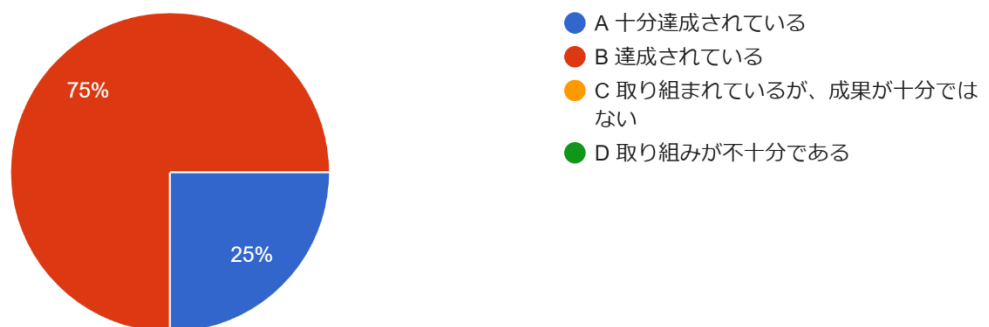 75%
25%
A 十分達成されている
B 達成されている
C 取り組まれているが、成果が十分では
ない
D 取り組みが不十分である